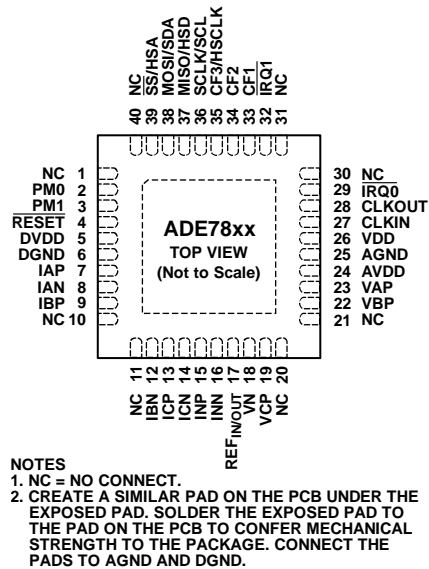 40 NC
39 SS/HSA
38 MOSI/SDA
37 MISO/HSD
36 SCLK/SCL
35 CF3/HSCLK
34 CF2
33 CF1
32 IRQ1
31 NC
NC 1
PM0 2
PM1 3
RESET 4
DVDD 5
DGND 6
IAP 7
IAN 8
IBP 9
NC 10
ADE78xx
TOP VIEW
(Not to Scale)
30 NC
29 IRQ0
28 CLKOUT
27 CLKIN
26 VDD
25 AGND
24 AVDD
23 VAP
22 VBP
21 NC
NC 11
IBN 12
ICP 13
ICN 14
INP 15
INN 16
REFIN/OUT 17
VN 18
VCP 19
NC 20
NOTES
1. NC = NO CONNECT.
2. CREATE A SIMILAR PAD ON THE PCB UNDER THE
EXPOSED PAD. SOLDER THE EXPOSED PAD TO
THE PAD ON THE PCB TO CONFER MECHANICAL
STRENGTH TO THE PACKAGE. CONNECT THE
PADS TO AGND AND DGND.